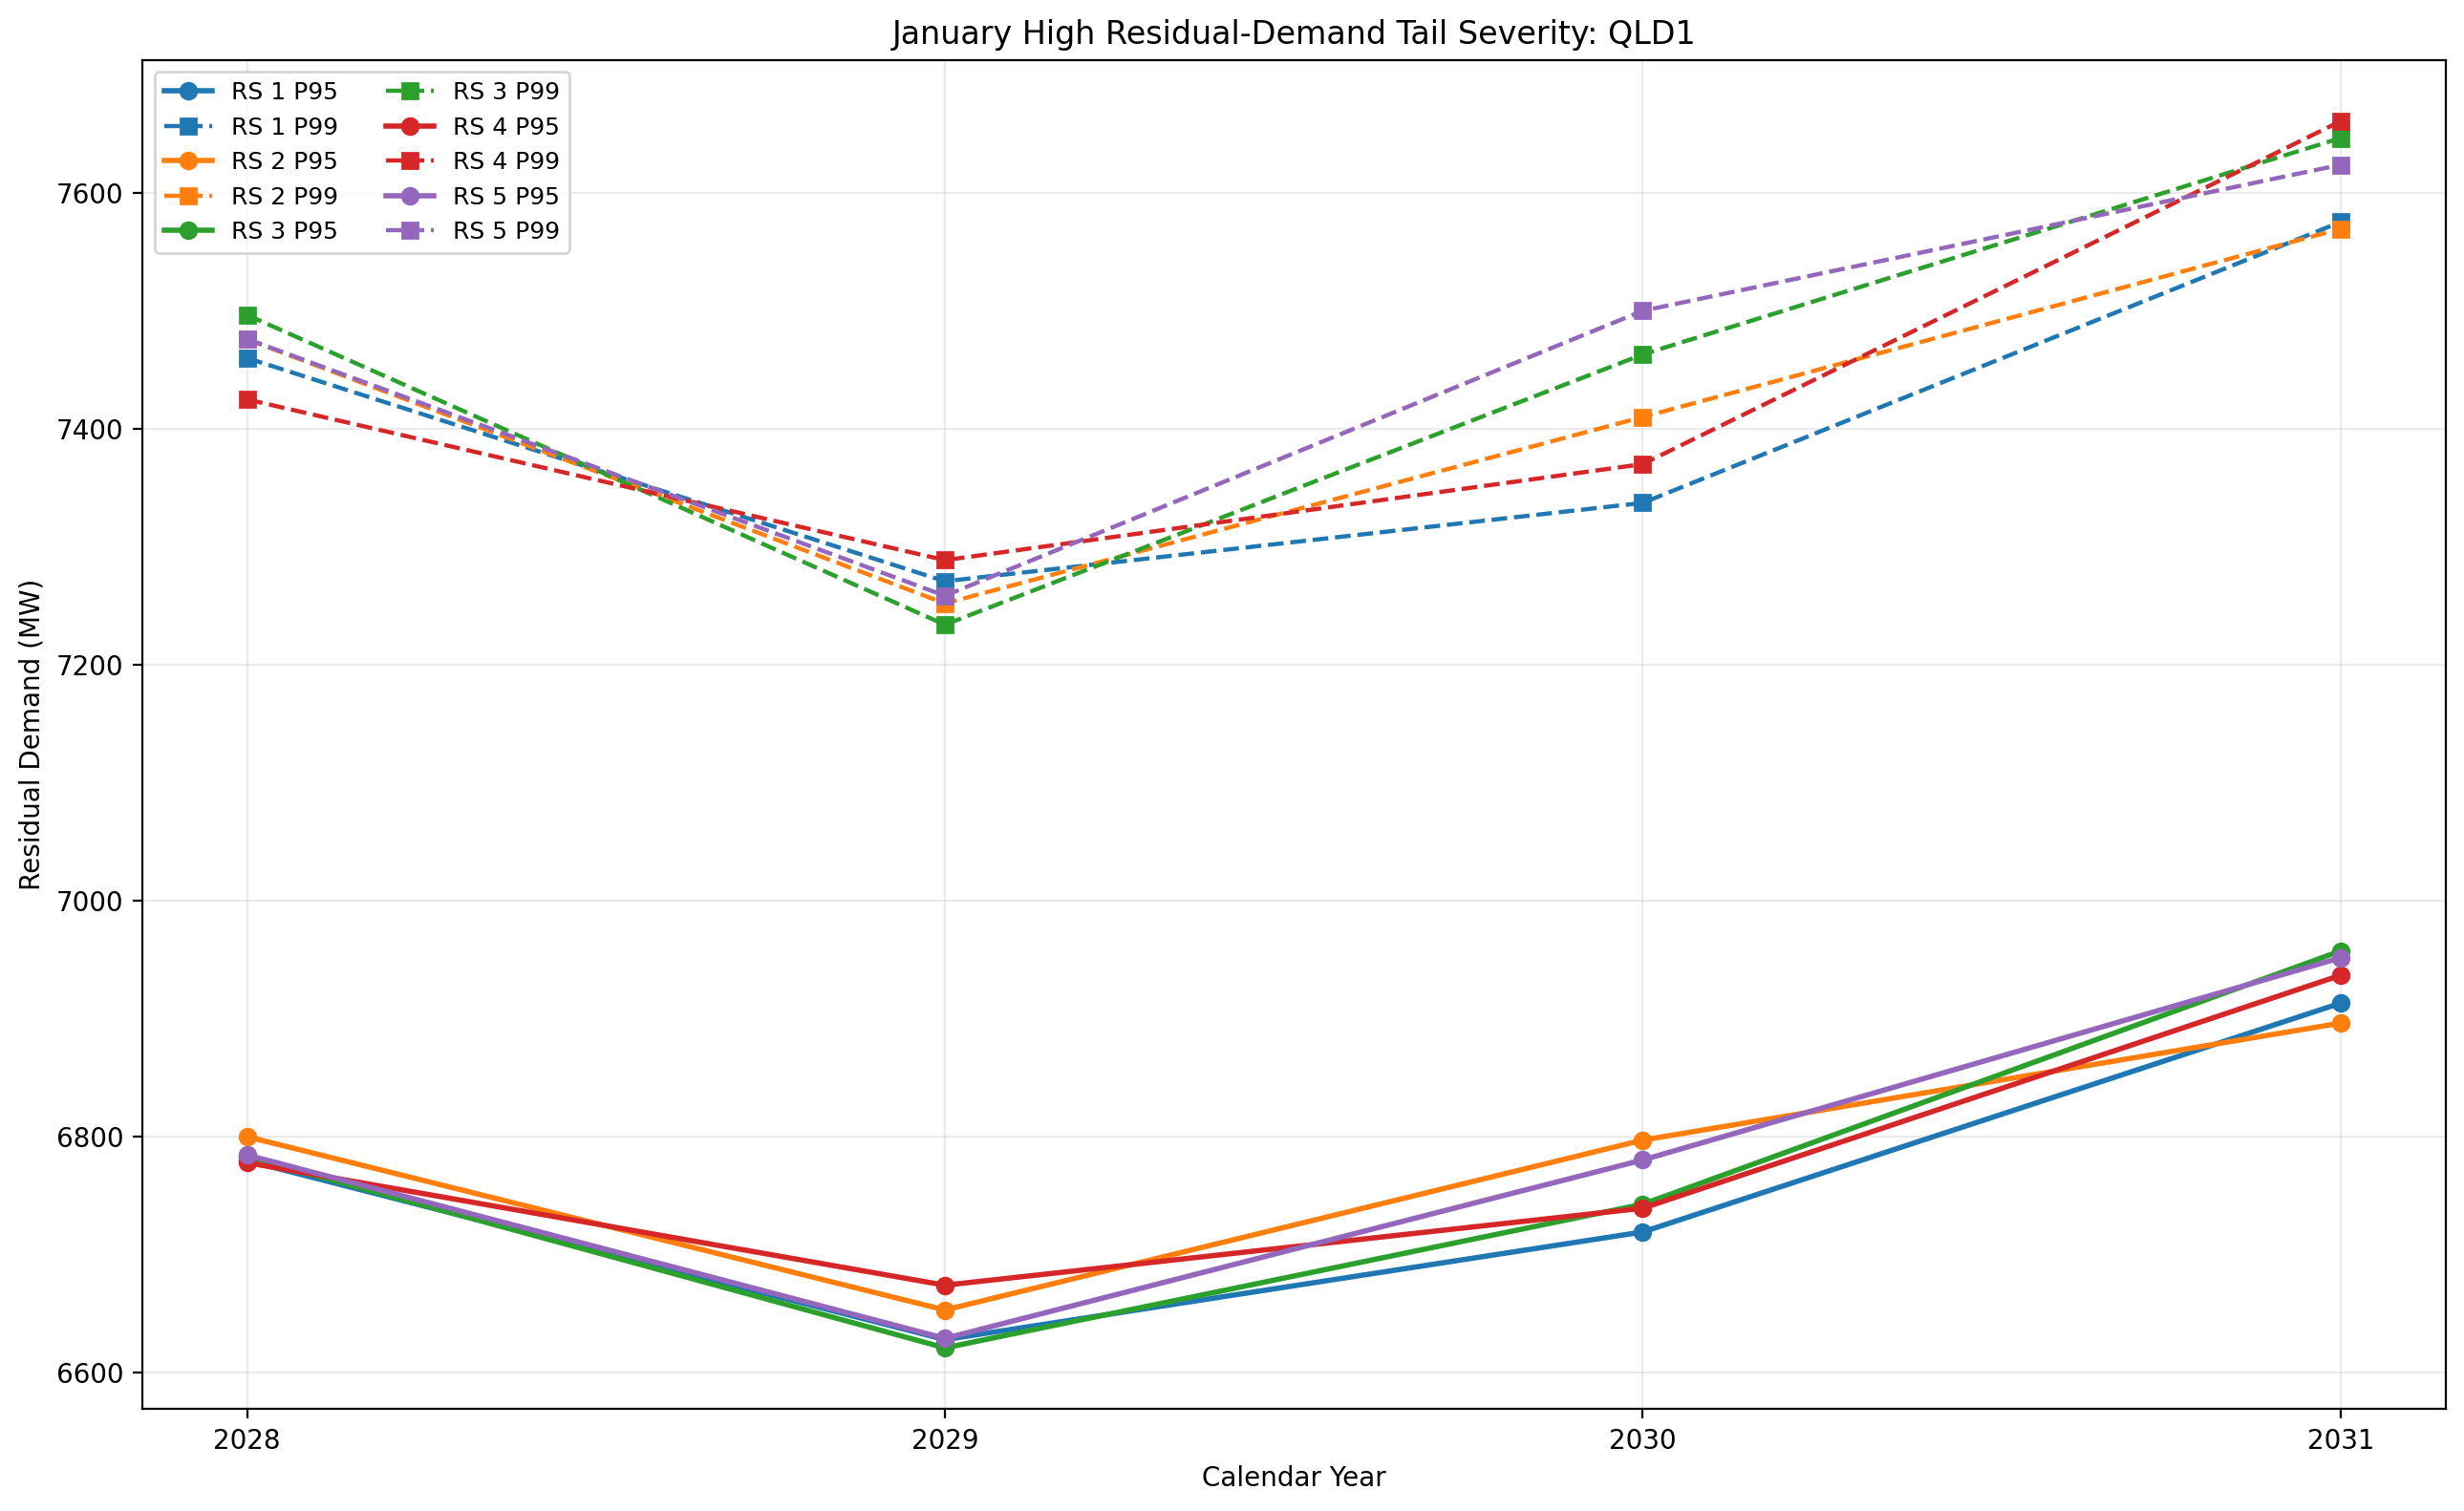 January High Residual-Demand Tail Severity: QLD1
RS 1 P95
RS 1 P99
RS 2 P95
RS 2 P99
RS 3 P95
RS 3 P99
RS 4 P95
RS 4 P99
RS 5 P95
RS 5 P99
Residual Demand (MW)
7600
7400
7200
7000
6800
6600
2028
2029
2030
2031
Calendar Year